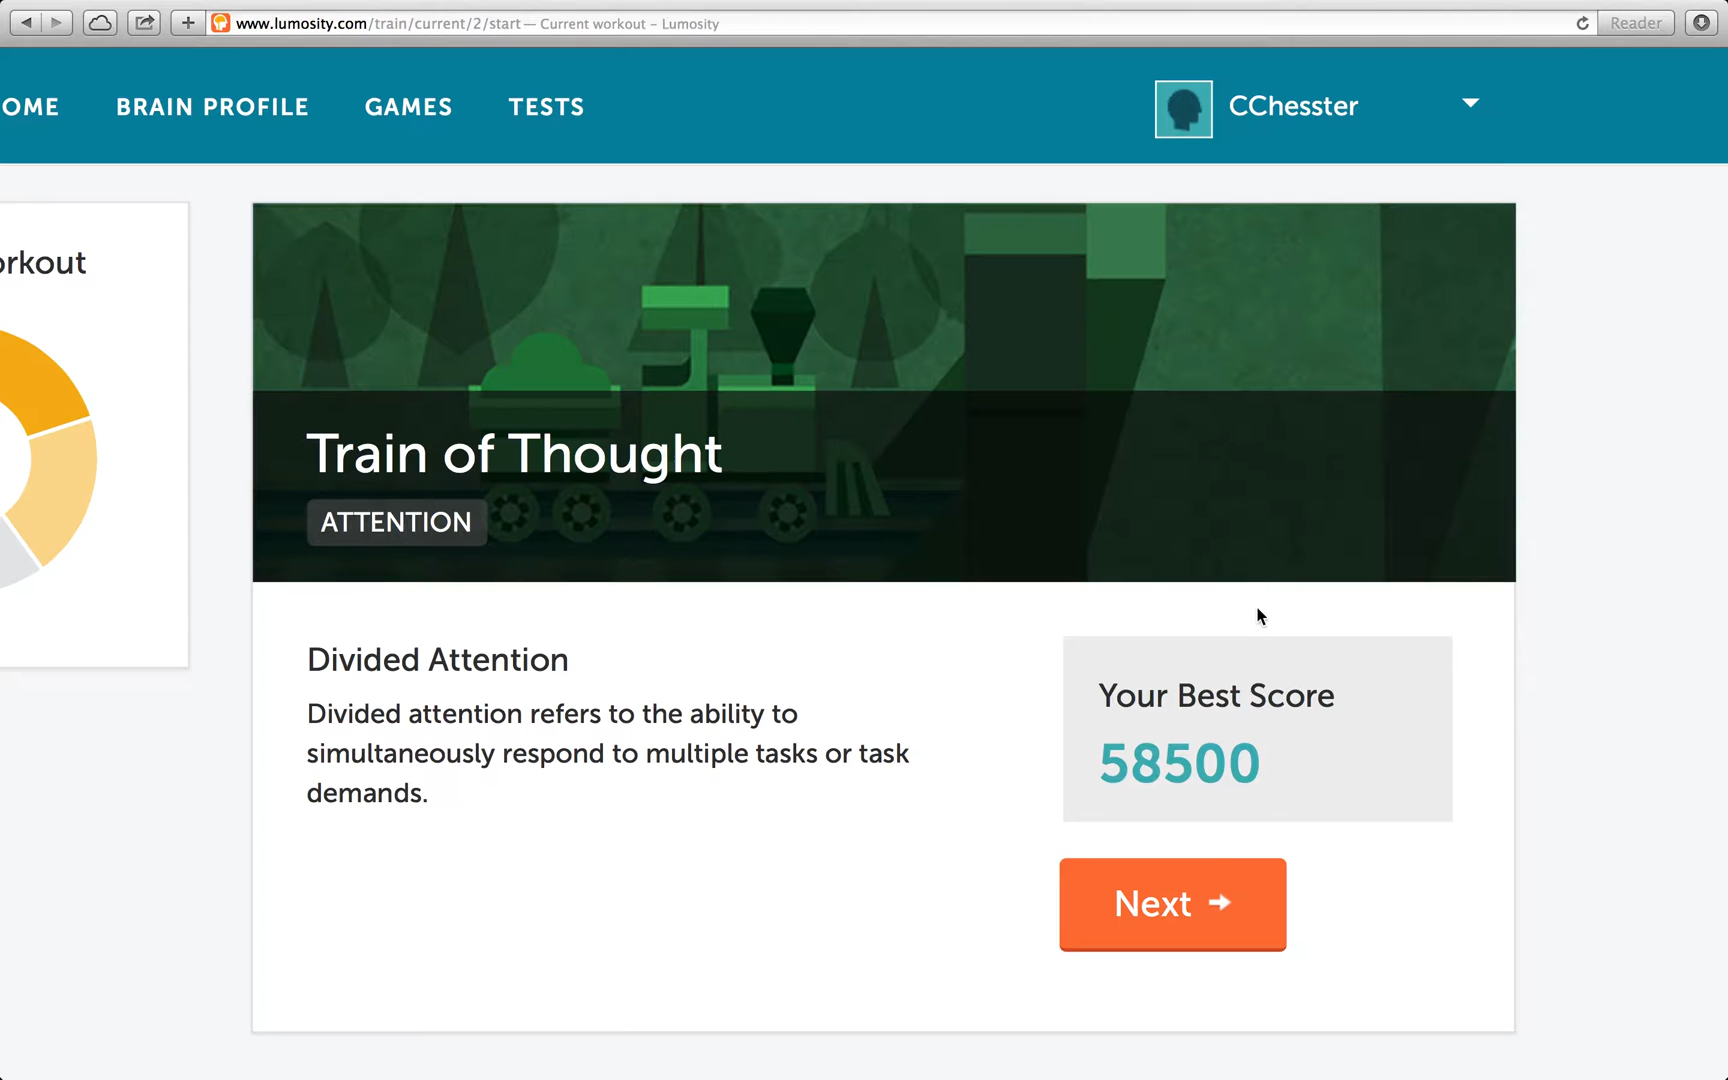 www.lumosity.com/train/current/2/start — Current workout – Lumosity
Reader
OME
BRAIN PROFILE
GAMES
TESTS
CChesster
orkout
Train of Thought
ATTENTION
Divided Attention
Divided attention refers to the ability to
simultaneously respond to multiple tasks or task
demands.
Your Best Score
58500
Next